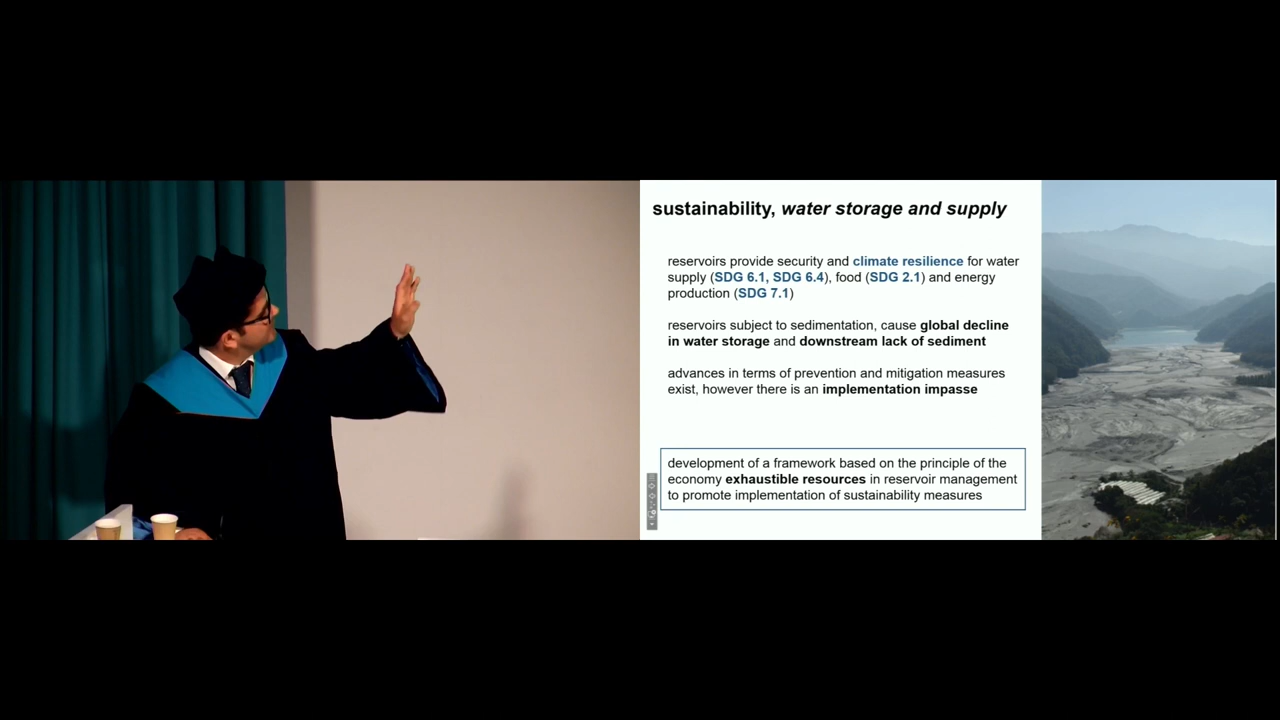 sustainability, water storage and supply
reservoirs provide security and climate resilience for water
supply (SDG 6.1, SDG 6.4), food (SDG 2.1) and energy
production (SDG 7.1)
reservoirs subject to sedimentation, cause global decline
in water storage and downstream lack of sediment
advances in terms of prevention and mitigation measures
exist, however there is an implementation impasse
development of a framework based on the principle of the
economy exhaustible resources in reservoir management
to promote implementation of sustainability measures